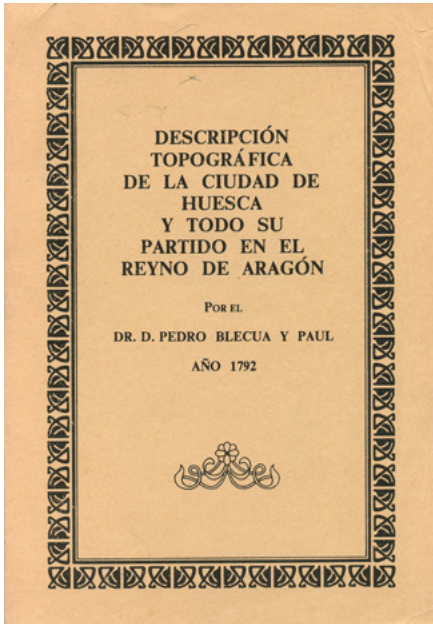 DESCRIPCIÓN
TOPOGRÁFICA
DE LA CIUDAD DE
HUESCA
Y TODO SU
PARTIDO EN EL
REYNO DE ARAGÓN
POR EL
DR. D. PEDRO BLECUA Y PAUL
AÑO 1792